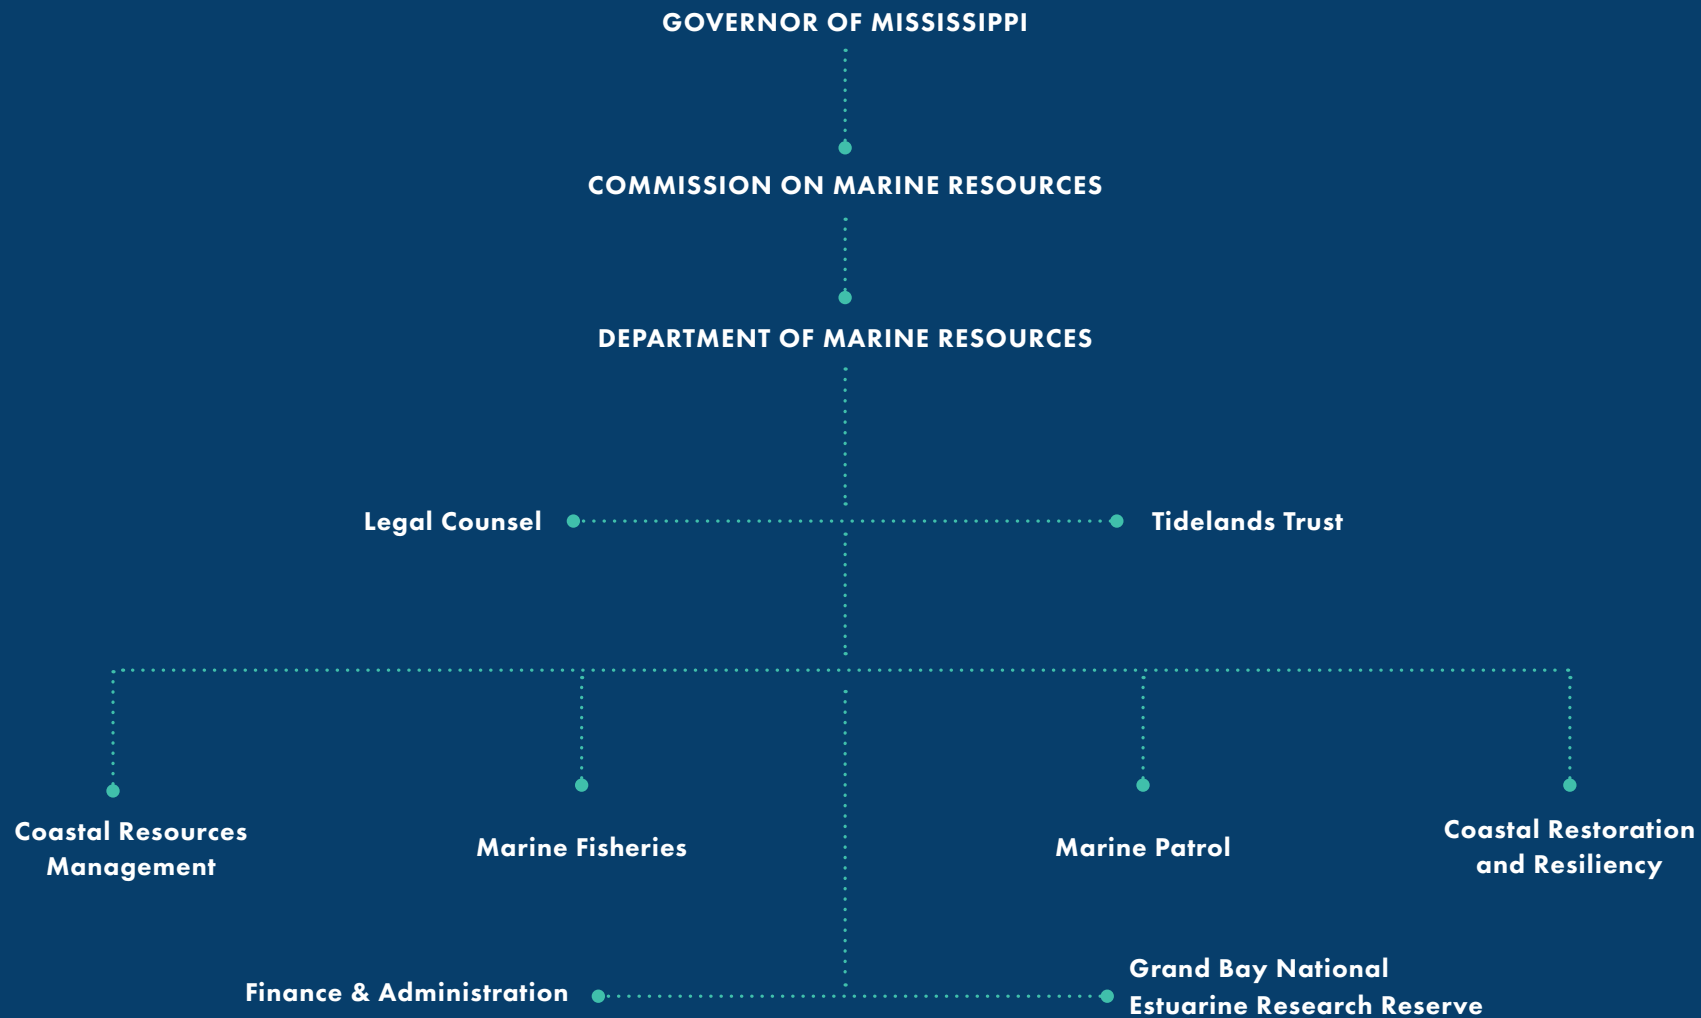 GOVERNOR OF MISSISSIPPI
COMMISSION ON MARINE RESOURCES
DEPARTMENT OF MARINE RESOURCES
Legal Counsel
Tidelands Trust
Coastal Resources
Management
Marine Fisheries
Marine Patrol
Coastal Restoration
and Resiliency
Finance & Administration
Grand Bay National
Estuarine Research Reserve